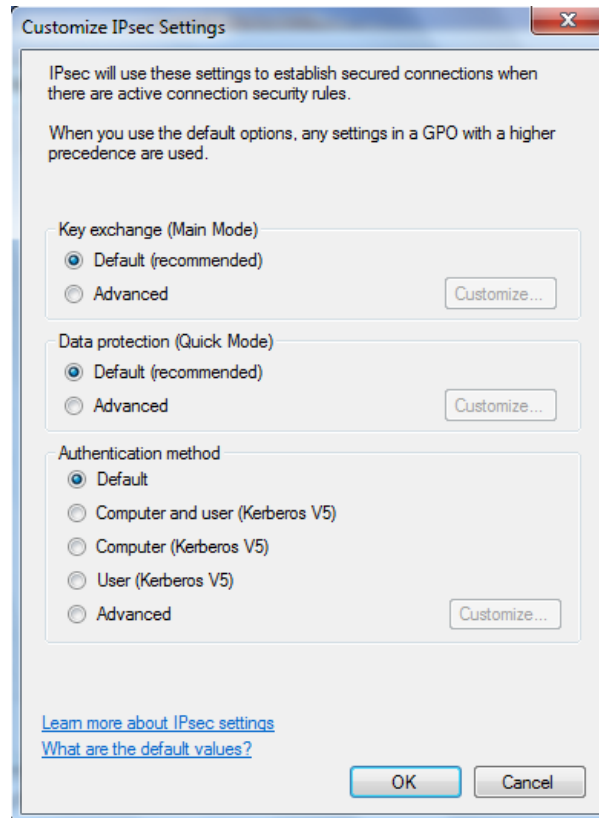 Customize IPsec Settings
IPsec will use these settings to establish secured connections when
there are active connection security rules.
When you use the default options, any settings in a GPO with a higher
precedence are used.
Key exchange (Main Mode)
Default (recommended)
Advanced
Customize...
Data protection (Quick Mode)
Default (recommended)
Advanced
Customize...
Authentication method
Default
Computer and user (Kerberos V5)
Computer (Kerberos V5)
User (Kerberos V5)
Advanced
Customize...
Learn more about IPsec settings
What are the default values?
OK
Cancel